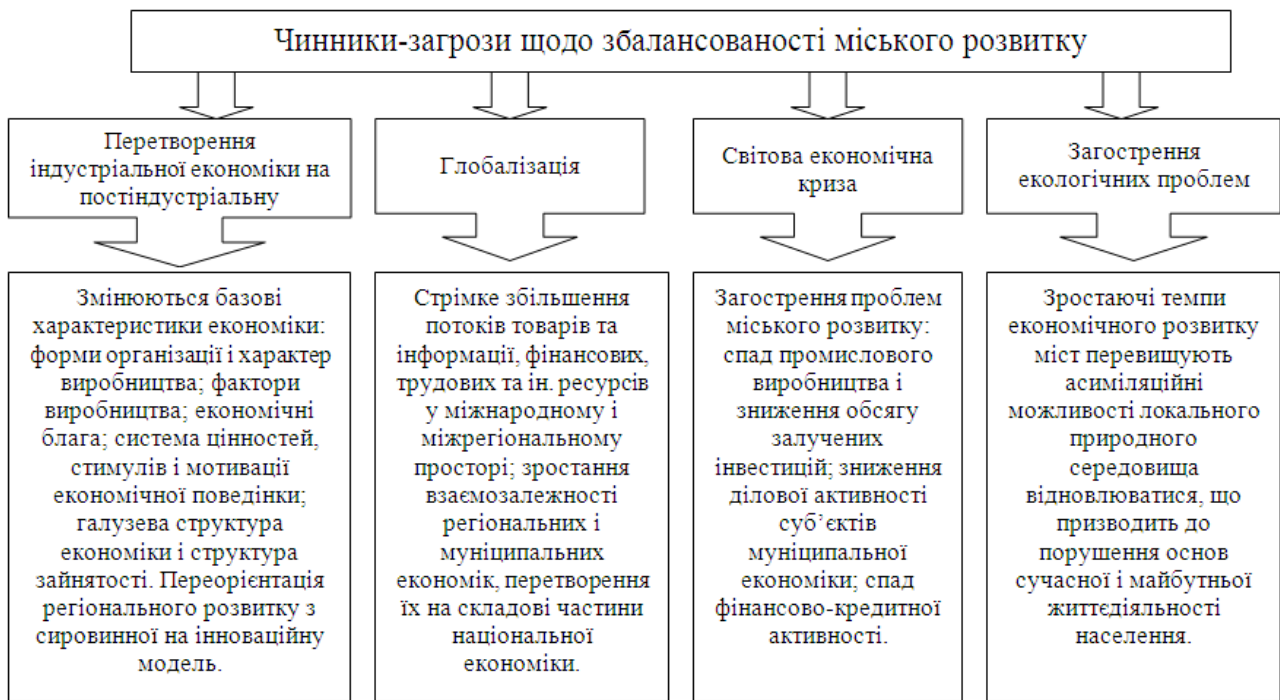 Чинники-загрози щодо збалансованості міського розвитку
Перетворення
індустріальної економіки на
постіндустріальну
Глобалізація
Світова економічна
криза
Загострення
екологічних проблем
Змінюються базові
характеристики економіки:
форми організації і характер
виробництва; фактори
виробництва; економічні
блага; система цінностей,
стимулів і мотивації
економічної поведінки;
галузева структура
економіки і структура
зайнятості. Переорієнтація
регіонального розвитку з
сировинної на інноваційну
модель.
Стрімке збільшення
потоків товарів та
інформації, фінансових,
трудових та ін. ресурсів
у міжнародному і
міжрегіональному
просторі; зростання
взаємозалежності
регіональних і
муніципальних
економік, перетворення
їх на складові частини
національної
економіки.
Загострення проблем
міського розвитку:
спад промислового
виробництва і
зниження обсягу
залучених
інвестицій; зниження
ділової активності
суб’єктів
муніципальної
економіки; спад
фінансово-кредитної
активності.
Зростаючі темпи
економічного розвитку
міст перевищують
асиміляційні
можливості локального
природного
середовища
відновлюватися, що
призводить до
порушення основ
сучасної і майбутньої
життєдіяльності
населення.